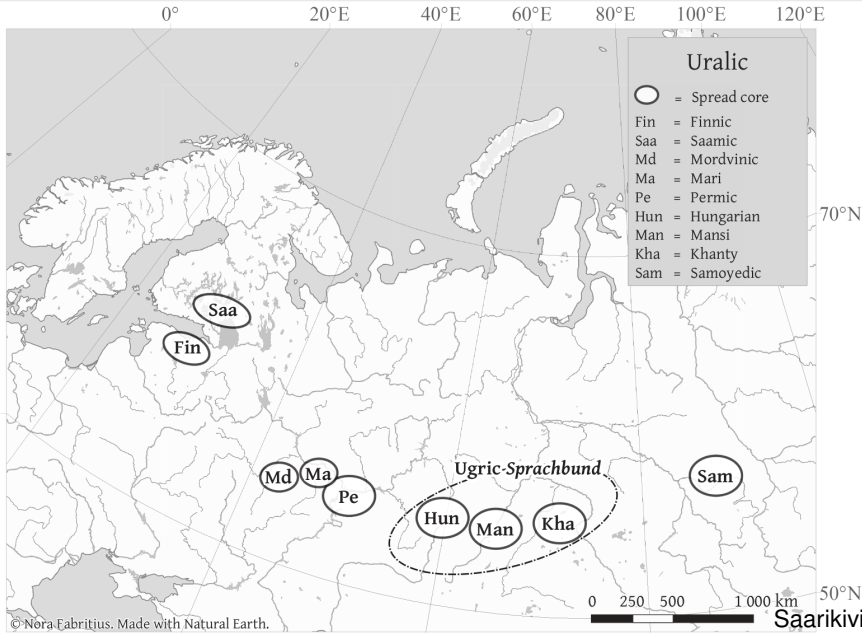 0° 20°E 40°E 60°E 80°E 100°E 120°E
Uralic
= Spread core
Fin = Finnic
Saa = Saamic
Md = Mordvinic
Ma = Mari
Pe = Permic
Hun = Hungarian
Man = Mansi
Kha = Khanty
Sam = Samoyedic
70°N
Saa
Fin
Ugric-Sprachbund
Md Ma Pe
Sam
Hun Man Kha
50°N
0 250 500 1 000 km
© Nora Fabritius. Made with Natural Earth.
Saarikivi